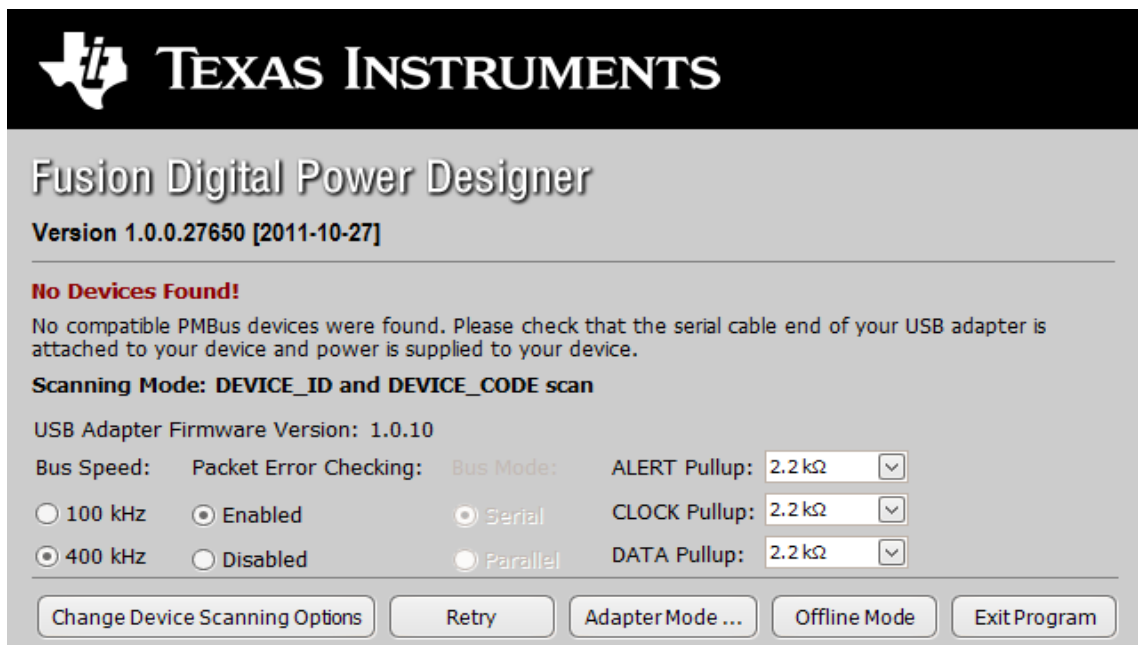 TEXAS INSTRUMENTS
Fusion Digital Power Designer
Version 1.0.0.27650 [2011-10-27]
No Devices Found!
No compatible PMBus devices were found. Please check that the serial cable end of your USB adapter is
attached to your device and power is supplied to your device.
Scanning Mode: DEVICE_ID and DEVICE_CODE scan
USB Adapter Firmware Version: 1.0.10
Bus Speed: Packet Error Checking: Bus Mode: ALERT Pullup: 2.2 kΩ
100 kHz Enabled Serial CLOCK Pullup: 2.2 kΩ
400 kHz Disabled Parallel DATA Pullup: 2.2 kΩ
Change Device Scanning Options Retry Adapter Mode ... Offline Mode Exit Program